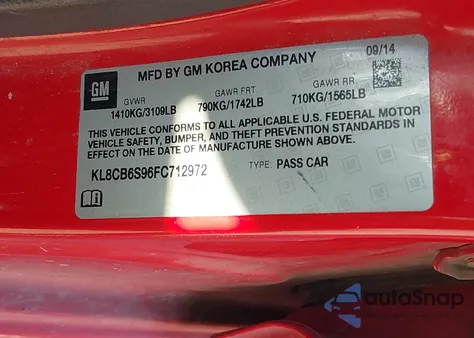 MFD BY GM KOREA COMPANY
09/14
GM
GVWR
GAWR FRT.
GAWR RR.
1410KG/3109LB
790KG/1742LB
710KG/1565LB
THIS VEHICLE CONFORMS TO ALL APPLICABLE U.S. FEDERAL MOTOR
VEHICLE SAFETY, BUMPER, AND THEFT PREVENTION STANDARDS IN
EFFECT ON THE DATE OF MANUFACTURE SHOWN ABOVE.
KL8CB6S96FC712972
TYPE: PASS CAR
autoSnap